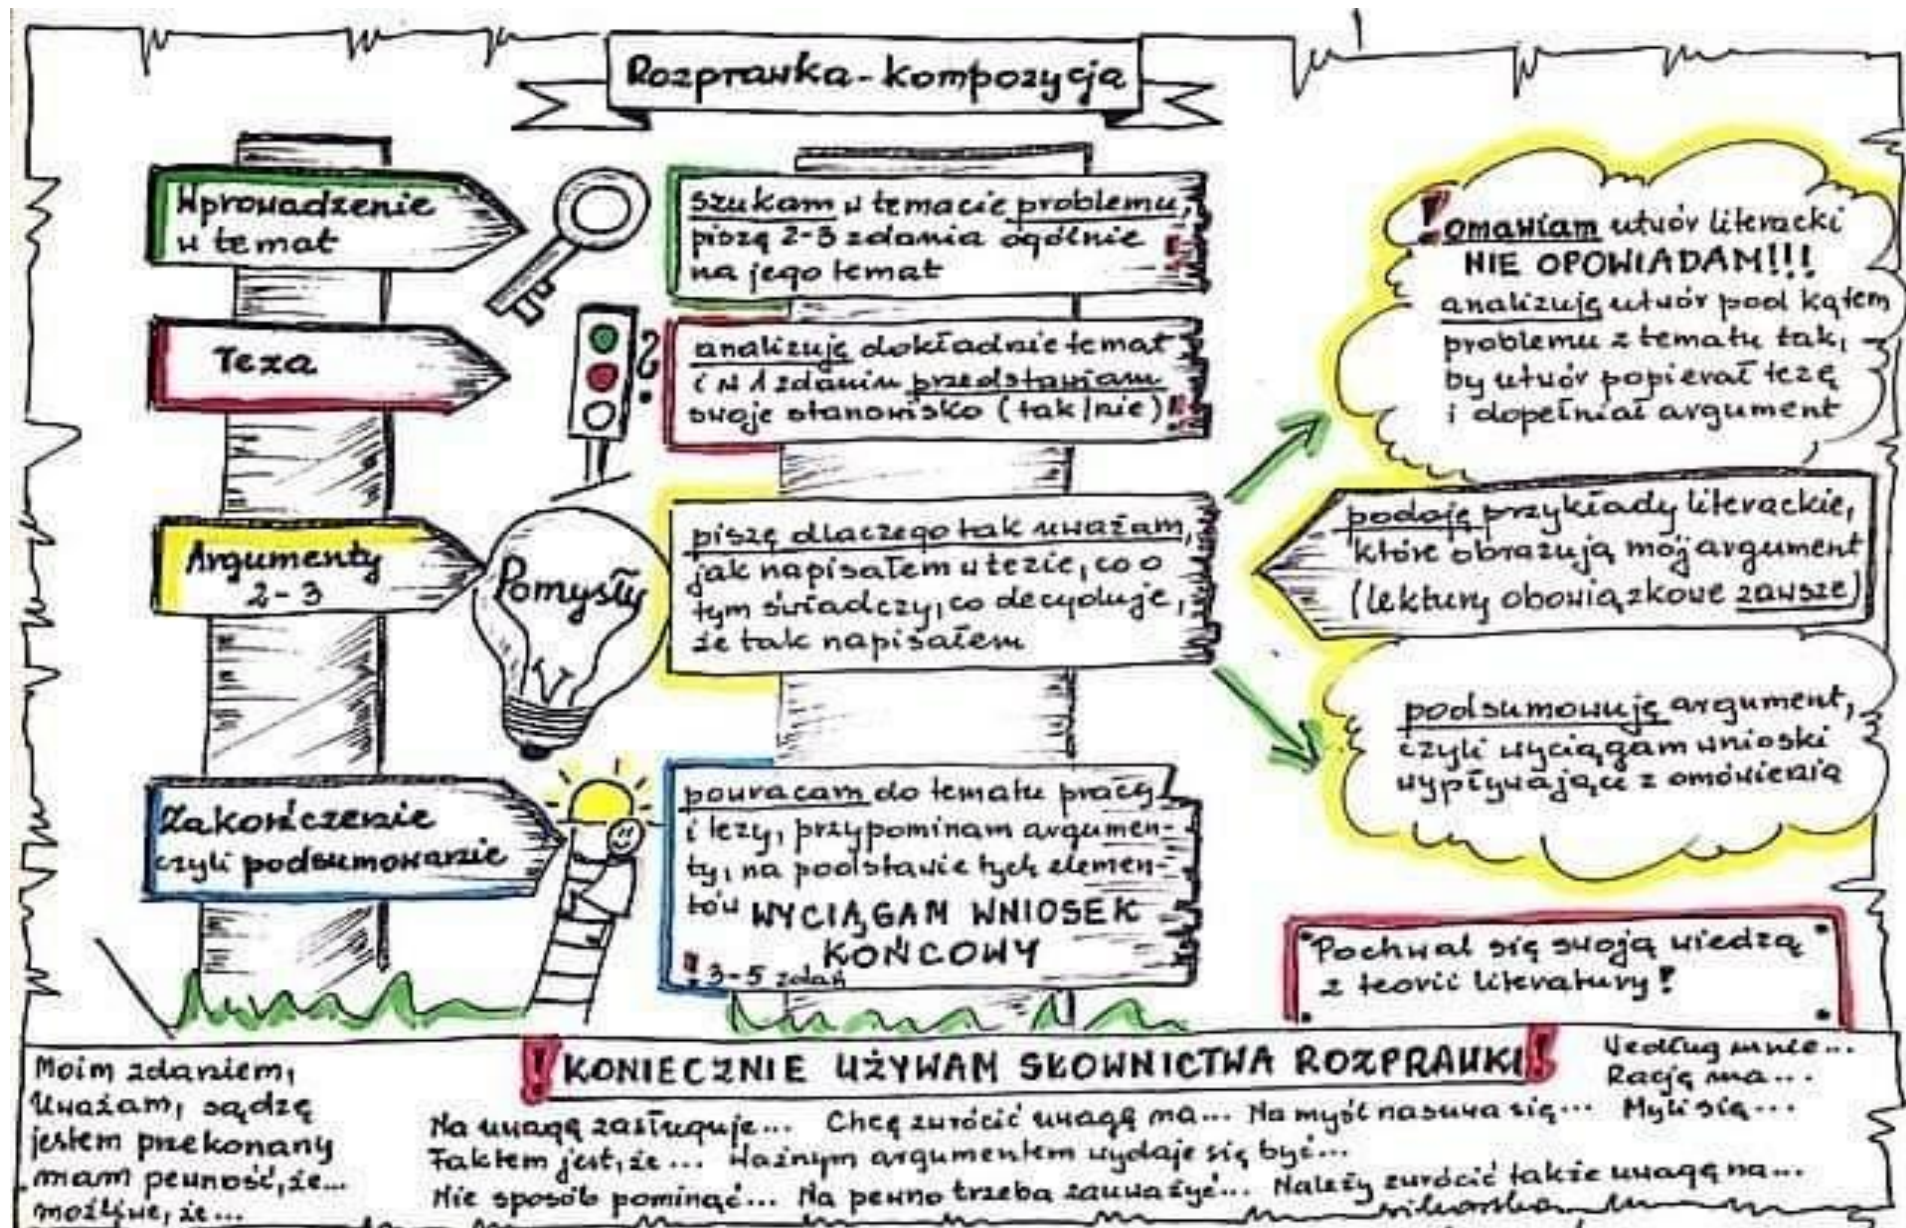 Rozprawka - kompozycja
Wprowadzenie
w temat
szukam w temacie problemu,
piszę 2-3 zdania ogólnie
na jego temat
!
Teza
?
analizuję dokładnie temat
i w 1 zdaniu przedstawiam
swoje stanowisko (tak/nie)!
Argumenty
2-3
Pomysły
piszę dlaczego tak uważam,
jak napisałem w tezie, co o
tym świadczy, co decyduje,
że tak napisałem
! omawiam utwór literacki
NIE OPOWIADAM!!!
analizuję utwór pod kątem
problemu z tematu tak,
by utwór popierał tezę
i dopełniał argument
podaję przykłady literackie,
które obrazują mój argument
(lektury obowiązkowe zawsze)
podsumowuję argument,
czyli wyciągam wnioski
wypływające z omówienia
Zakończenie
czyli podsumowanie
powracam do tematu pracy
i tezy, przypominam argumen-
ty, na podstawie tych elemen-
tów WYCIĄGAM WNIOSEK
KOŃCOWY
! 3-5 zdań
Pochwal się swoją wiedzą
z teorii literatury!
! KONIECZNIE UŻYWAM SŁOWNICTWA ROZPRAWKI!
Moim zdaniem,
Uważam, sądzę
jestem przekonany
mam pewność, że...
możliwe, że...
Na uwagę zasługuje... Chcę zwrócić uwagę na... Na myśl nasuwa się...
Faktem jest, że... Ważnym argumentem wydaje się być...
Nie sposób pominąć... Na pewno trzeba zauważyć... Należy zwrócić także uwagę na...
Według mnie...
Rację ma...
Myli się...